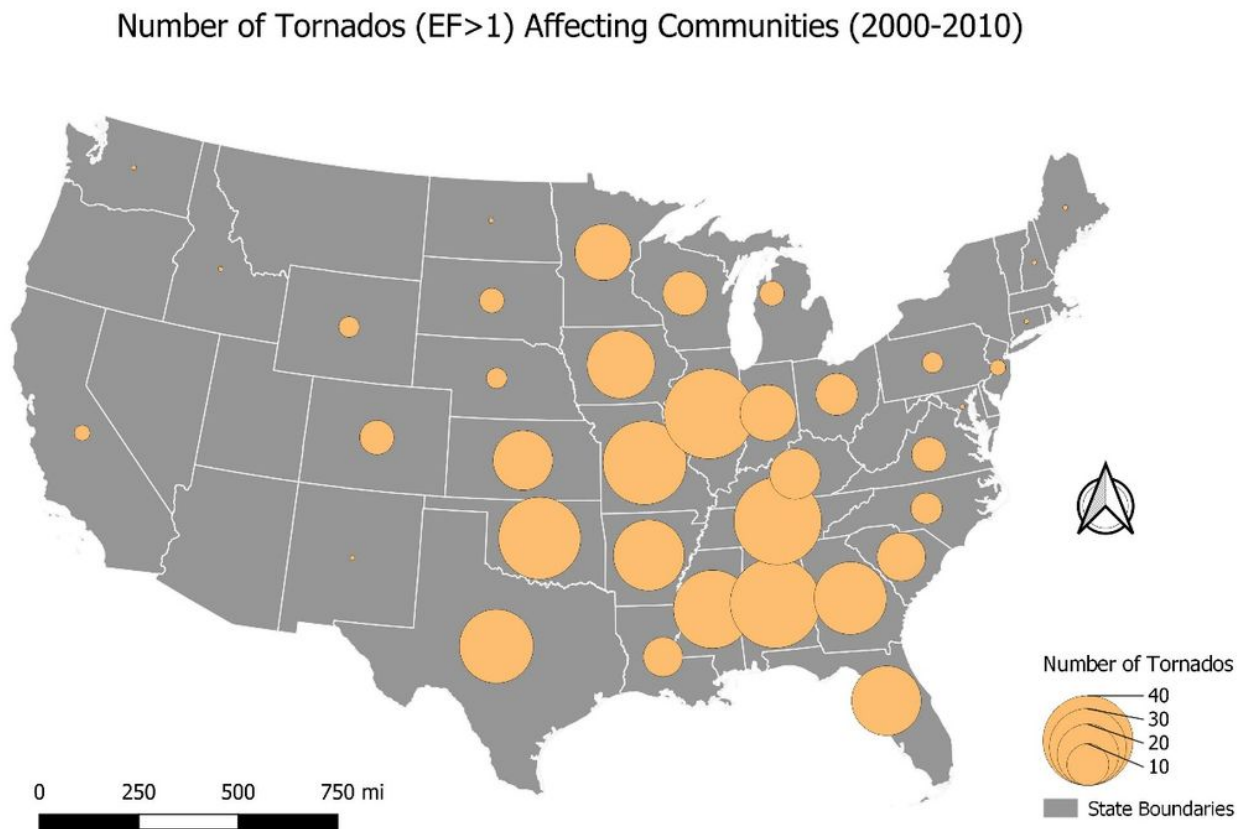 Number of Tornados (EF>1) Affecting Communities (2000-2010)
Number of Tornados
40
30
20
10
State Boundaries
0 250 500 750 mi